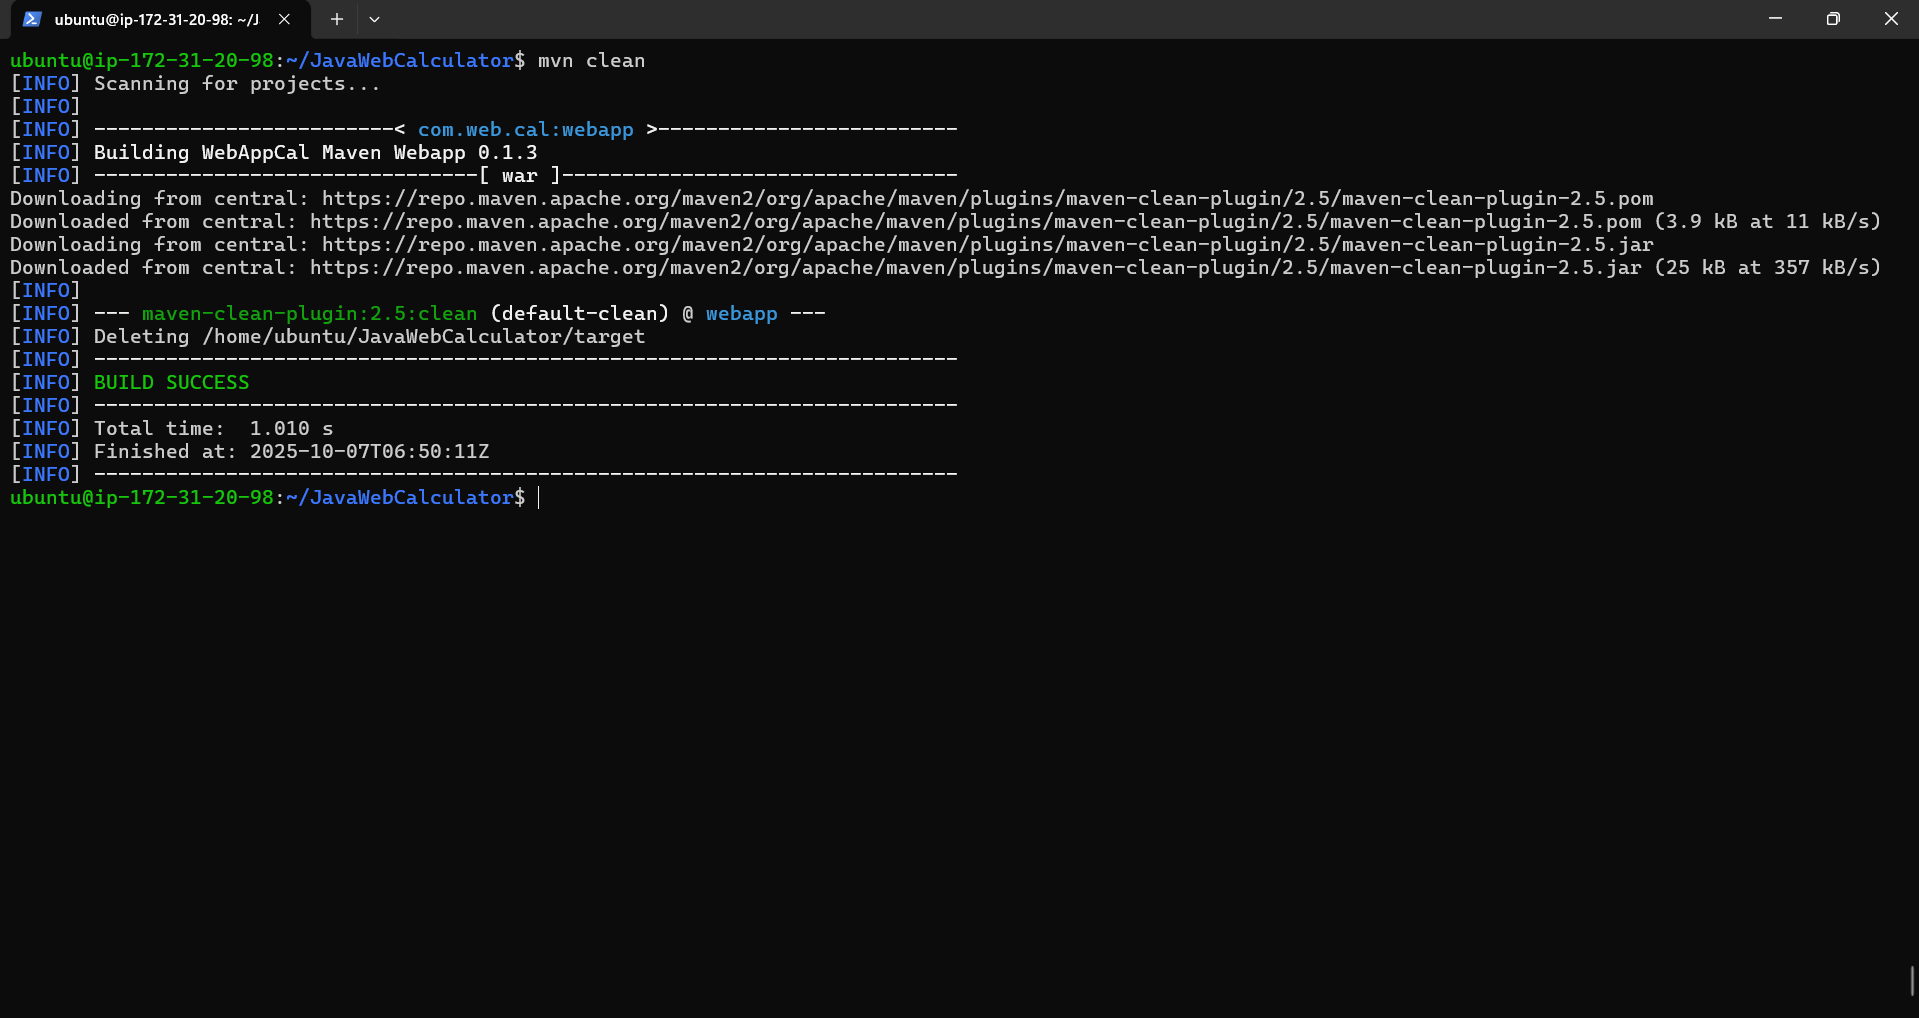 ubuntu@ip-172-31-20-98: ~/J
ubuntu@ip-172-31-20-98:~/JavaWebCalculator$ mvn clean
[INFO] Scanning for projects...
[INFO]
[INFO] -------------------------< com.web.cal:webapp >-------------------------
[INFO] Building WebAppCal Maven Webapp 0.1.3
[INFO] --------------------------------[ war ]---------------------------------
Downloading from central: https://repo.maven.apache.org/maven2/org/apache/maven/plugins/maven-clean-plugin/2.5/maven-clean-plugin-2.5.pom
Downloaded from central: https://repo.maven.apache.org/maven2/org/apache/maven/plugins/maven-clean-plugin/2.5/maven-clean-plugin-2.5.pom (3.9 kB at 11 kB/s)
Downloading from central: https://repo.maven.apache.org/maven2/org/apache/maven/plugins/maven-clean-plugin/2.5/maven-clean-plugin-2.5.jar
Downloaded from central: https://repo.maven.apache.org/maven2/org/apache/maven/plugins/maven-clean-plugin/2.5/maven-clean-plugin-2.5.jar (25 kB at 357 kB/s)
[INFO]
[INFO] --- maven-clean-plugin:2.5:clean (default-clean) @ webapp ---
[INFO] Deleting /home/ubuntu/JavaWebCalculator/target
[INFO] ------------------------------------------------------------------------
[INFO] BUILD SUCCESS
[INFO] ------------------------------------------------------------------------
[INFO] Total time:  1.010 s
[INFO] Finished at: 2025-10-07T06:50:11Z
[INFO] ------------------------------------------------------------------------
ubuntu@ip-172-31-20-98:~/JavaWebCalculator$